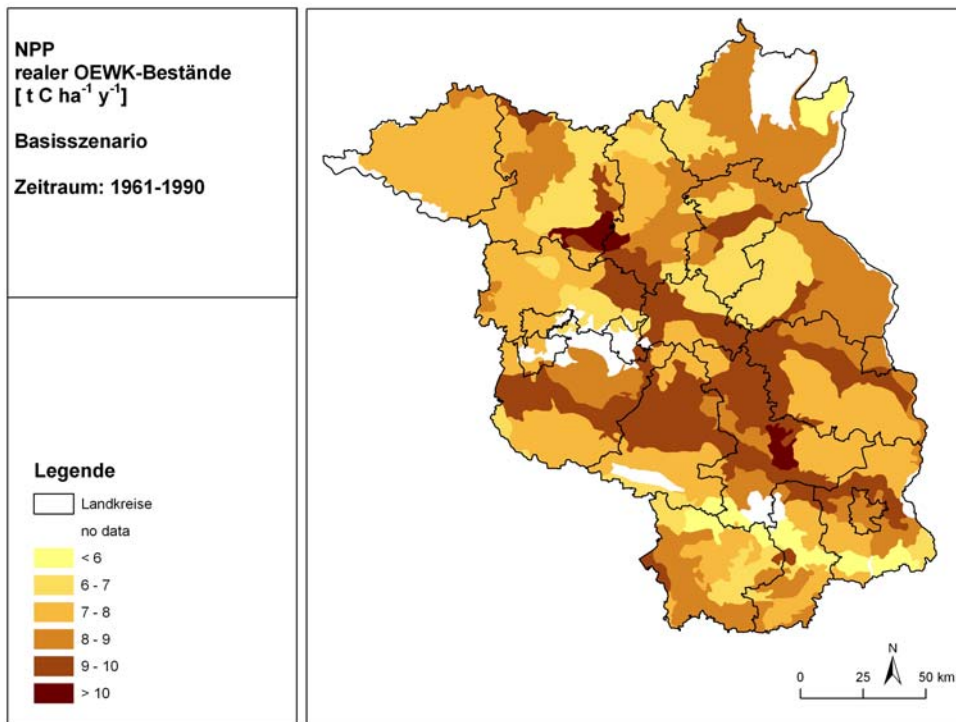 NPP
realer OEWK-Bestände
[ t C ha⁻¹ y⁻¹]
Basisszenario
Zeitraum: 1961-1990
Legende
Landkreise
no data
< 6
6 - 7
7 - 8
8 - 9
9 - 10
> 10
N
0 25 50 km